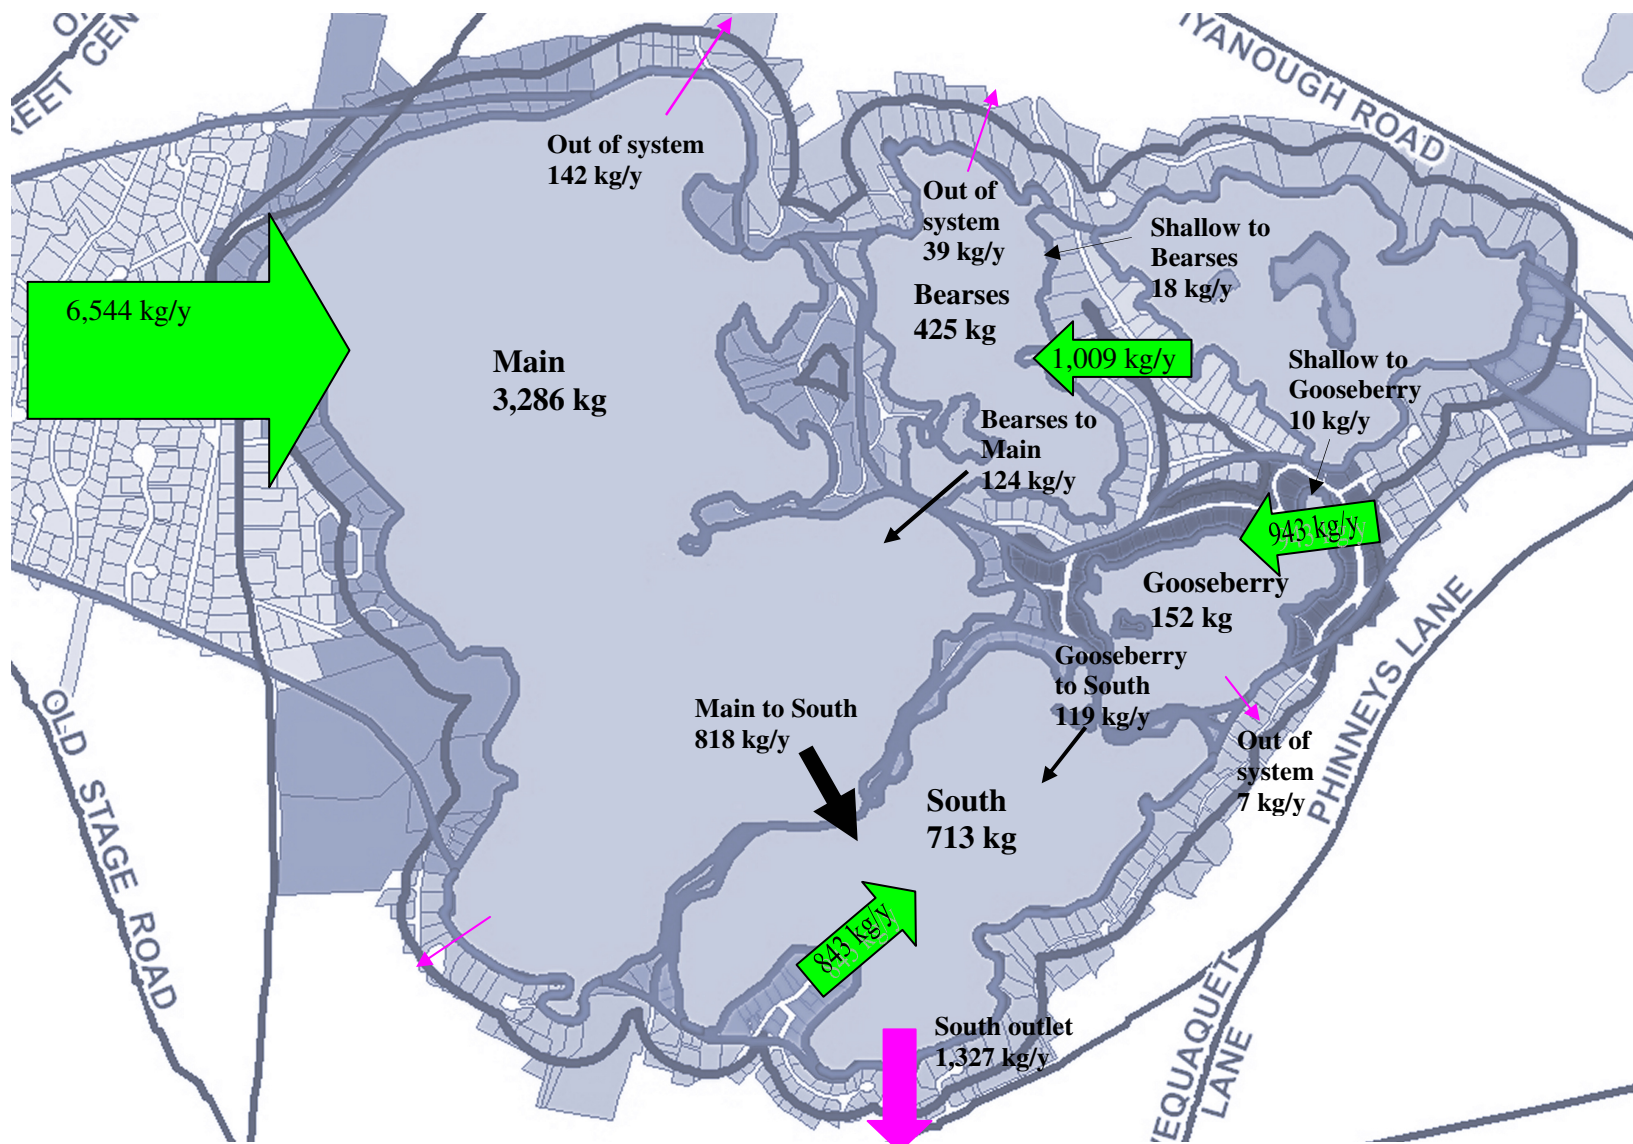 STREET CEN
IYANOUGH ROAD
Out of system
142 kg/y
Out of
system
39 kg/y
Shallow to
Bearses
18 kg/y
6,544 kg/y
Bearses
425 kg
1,009 kg/y
Main
3,286 kg
Shallow to
Gooseberry
10 kg/y
Bearses to
Main
124 kg/y
943 kg/y
Gooseberry
152 kg
Gooseberry
to South
119 kg/y
Main to South
818 kg/y
Out of
system
7 kg/y
PHINNEYS LANE
OLD STAGE ROAD
South
713 kg
843 kg/y
South outlet
1,327 kg/y
EQUAQUET
LANE